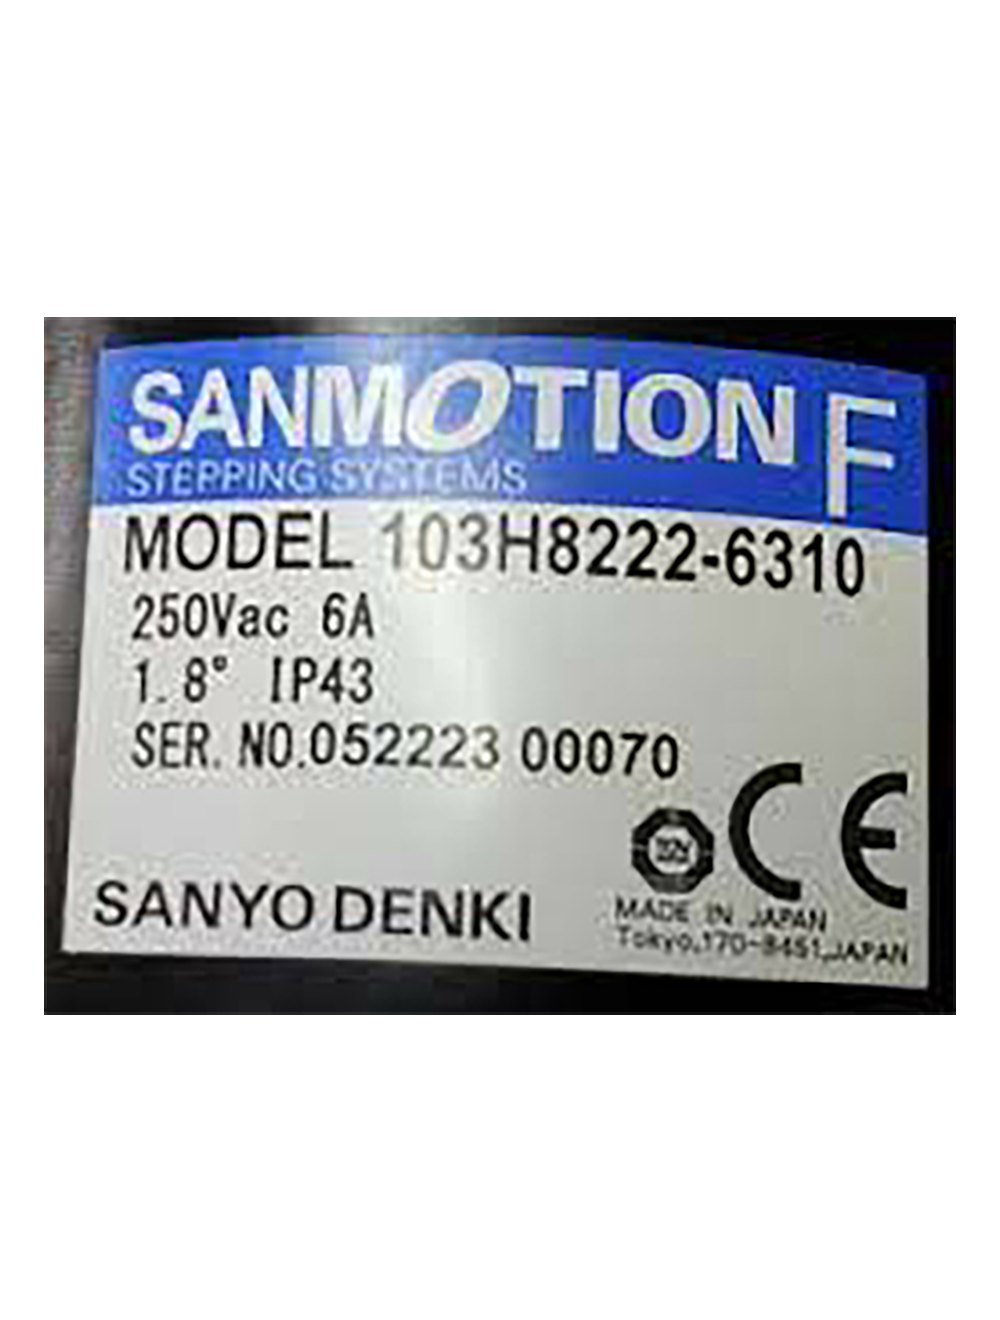 SANMOTION F
STEPPING SYSTEMS
MODEL 103H8222-6310
250Vac 6A
1.8° IP43
SER. NO.052223 00070
CE
SANYO DENKI
MADE IN JAPAN
Tokyo,170-8451,JAPAN